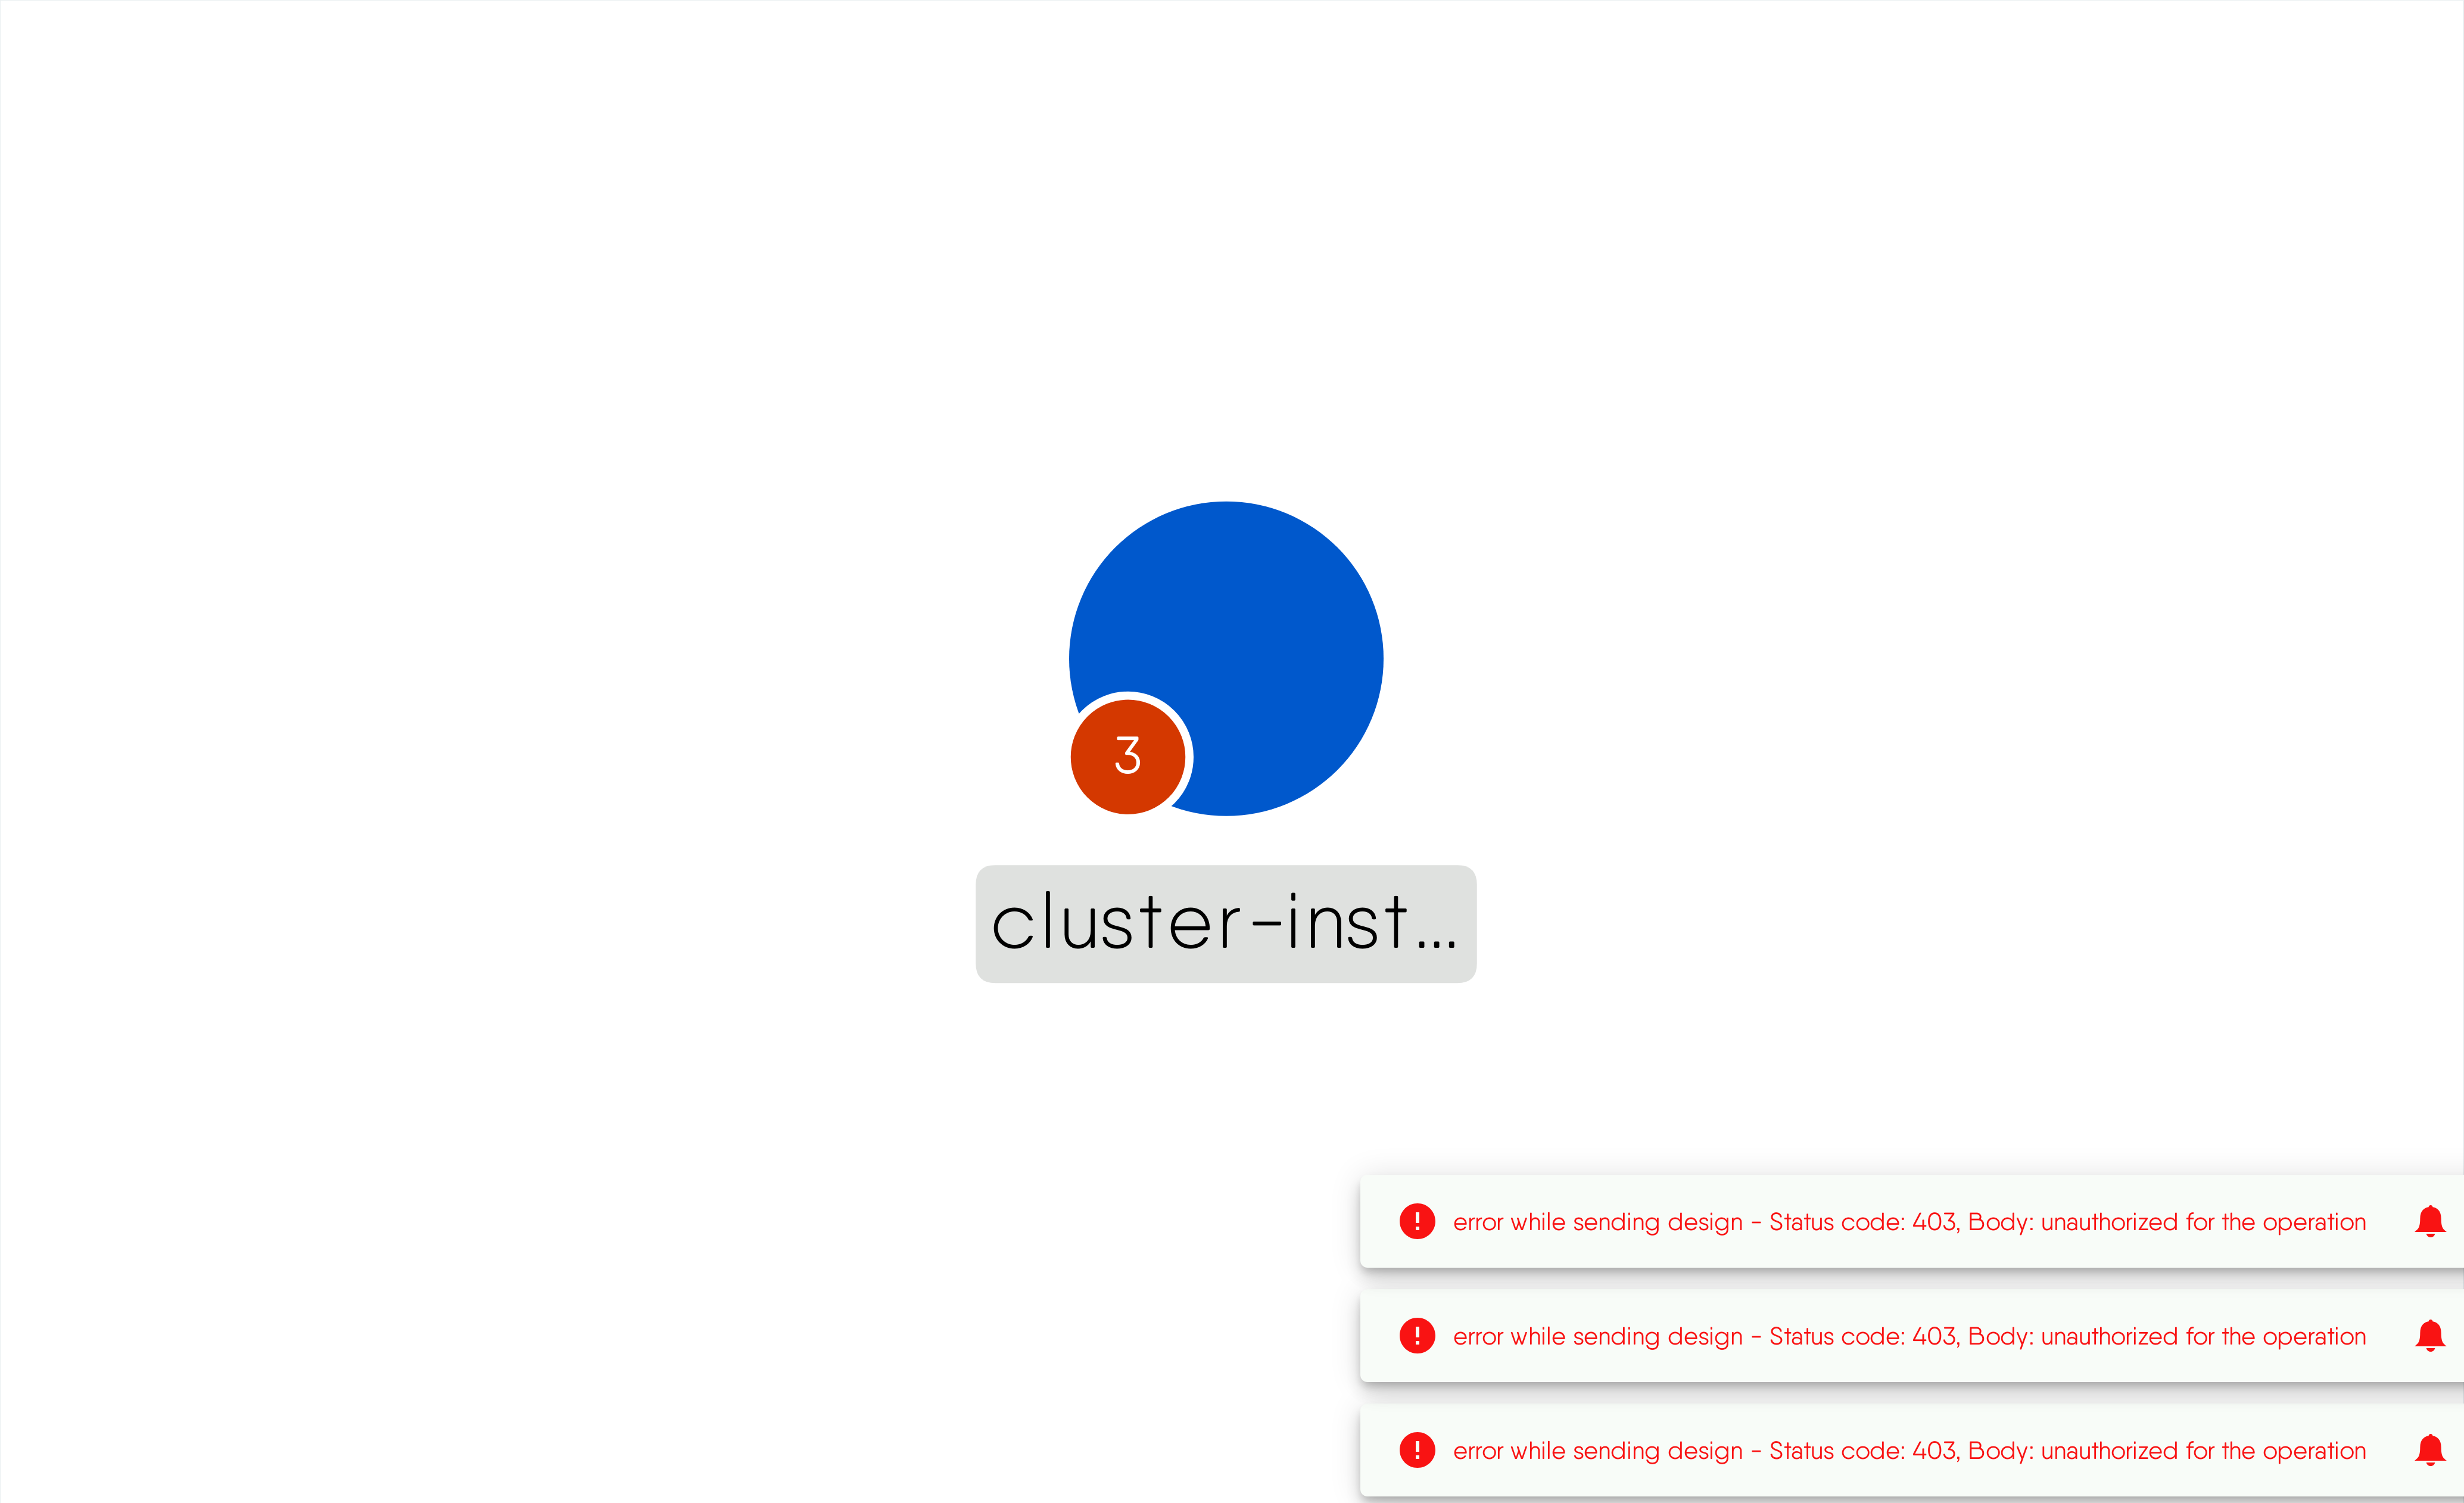 3
cluster-inst...
error while sending design - Status code: 403, Body: unauthorized for the operation
error while sending design - Status code: 403, Body: unauthorized for the operation
error while sending design - Status code: 403, Body: unauthorized for the operation